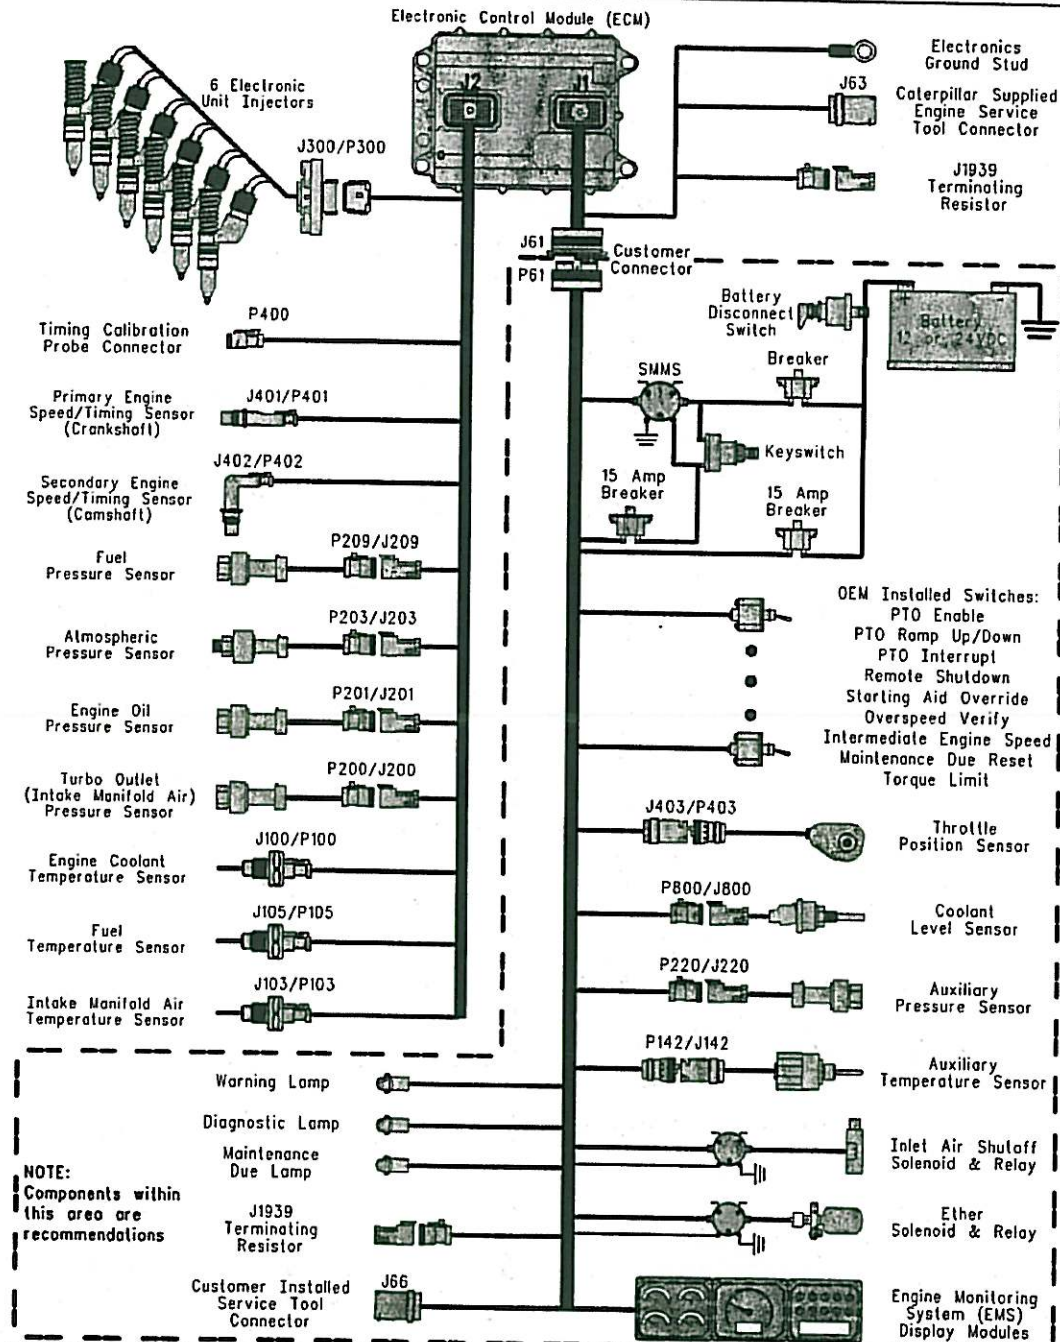 Electronic Control Module (ECM)
J2
J1
6 Electronic
Unit Injectors
J300/P300
Electronics
Ground Stud
J63
Caterpillar Supplied
Engine Service
Tool Connector
J1939
Terminating
Resistor
J61
P61
Customer
Connector
Battery
Disconnect
Switch
+
-
Battery
12 or 24VDC
Breaker
SMMS
Keyswitch
15 Amp
Breaker
15 Amp
Breaker
P400
Timing Calibration
Probe Connector
J401/P401
Primary Engine
Speed/Timing Sensor
(Crankshaft)
J402/P402
Secondary Engine
Speed/Timing Sensor
(Camshaft)
P209/J209
Fuel
Pressure Sensor
P203/J203
Atmospheric
Pressure Sensor
P201/J201
Engine Oil
Pressure Sensor
P200/J200
Turbo Outlet
(Intake Manifold Air)
Pressure Sensor
J100/P100
Engine Coolant
Temperature Sensor
J105/P105
Fuel
Temperature Sensor
J103/P103
Intake Manifold Air
Temperature Sensor
OEM Installed Switches:
PTO Enable
PTO Ramp Up/Down
PTO Interrupt
Remote Shutdown
Starting Aid Override
Overspeed Verify
Intermediate Engine Speed
Maintenance Due Reset
Torque Limit
J403/P403
Throttle
Position Sensor
P800/J800
Coolant
Level Sensor
P220/J220
Auxiliary
Pressure Sensor
P142/J142
Auxiliary
Temperature Sensor
Inlet Air Shutoff
Solenoid & Relay
Ether
Solenoid & Relay
Engine Monitoring
System (EMS)
Display Modules
Warning Lamp
Diagnostic Lamp
Maintenance
Due Lamp
J1939
Terminating
Resistor
Customer Installed
Service Tool
Connector
J66
NOTE:
Components within
this area are
recommendations